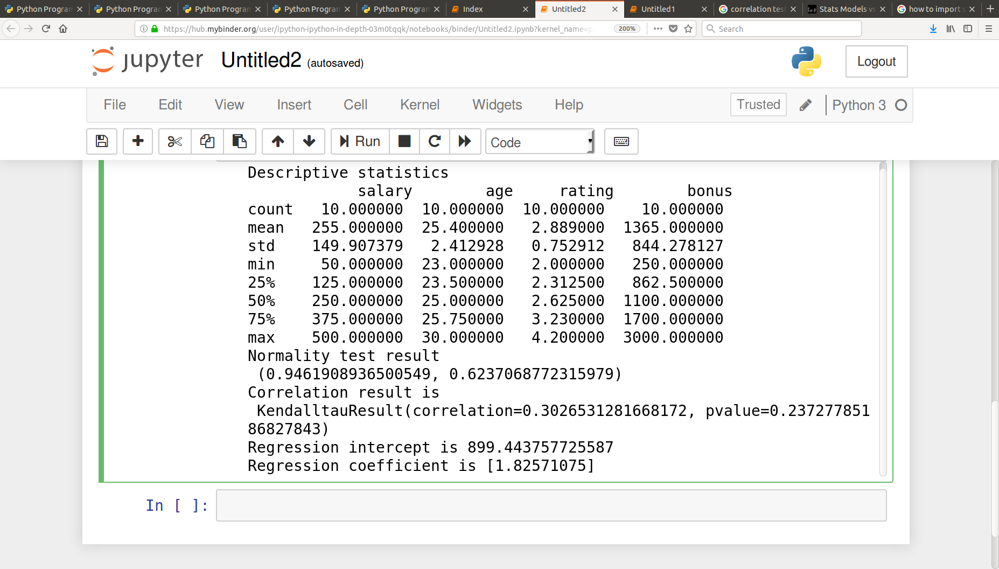 Python Program Python Program Python Program Python Program Python Program Index Untitled2 Untitled1 correlation tes Stats Models vs how to import s
https://hub.mybinder.org/user/ipython-ipython-in-depth-03m0tqqk/notebooks/binder/Untitled2.ipynb?kernel_name=p 200% Search
jupyter Untitled2 (autosaved) Logout
File Edit View Insert Cell Kernel Widgets Help Trusted Python 3
Run Code
Descriptive statistics
salary age rating bonus
count 10.000000 10.000000 10.000000 10.000000
mean 255.000000 25.400000 2.889000 1365.000000
std 149.907379 2.412928 0.752912 844.278127
min 50.000000 23.000000 2.000000 250.000000
25% 125.000000 23.500000 2.312500 862.500000
50% 250.000000 25.000000 2.625000 1100.000000
75% 375.000000 25.750000 3.230000 1700.000000
max 500.000000 30.000000 4.200000 3000.000000
Normality test result
(0.9461908936500549, 0.6237068772315979)
Correlation result is
KendalltauResult(correlation=0.3026531281668172, pvalue=0.237277851
86827843)
Regression intercept is 899.443757725587
Regression coefficient is [1.82571075]
In [ ]: